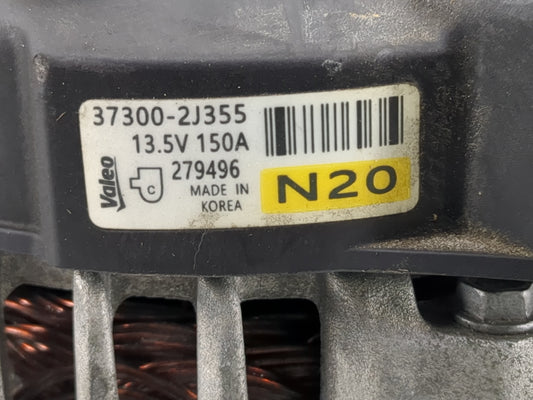 37300-2J355
13.5V 150A
Valeo
C
279496
MADE IN
KOREA
N20